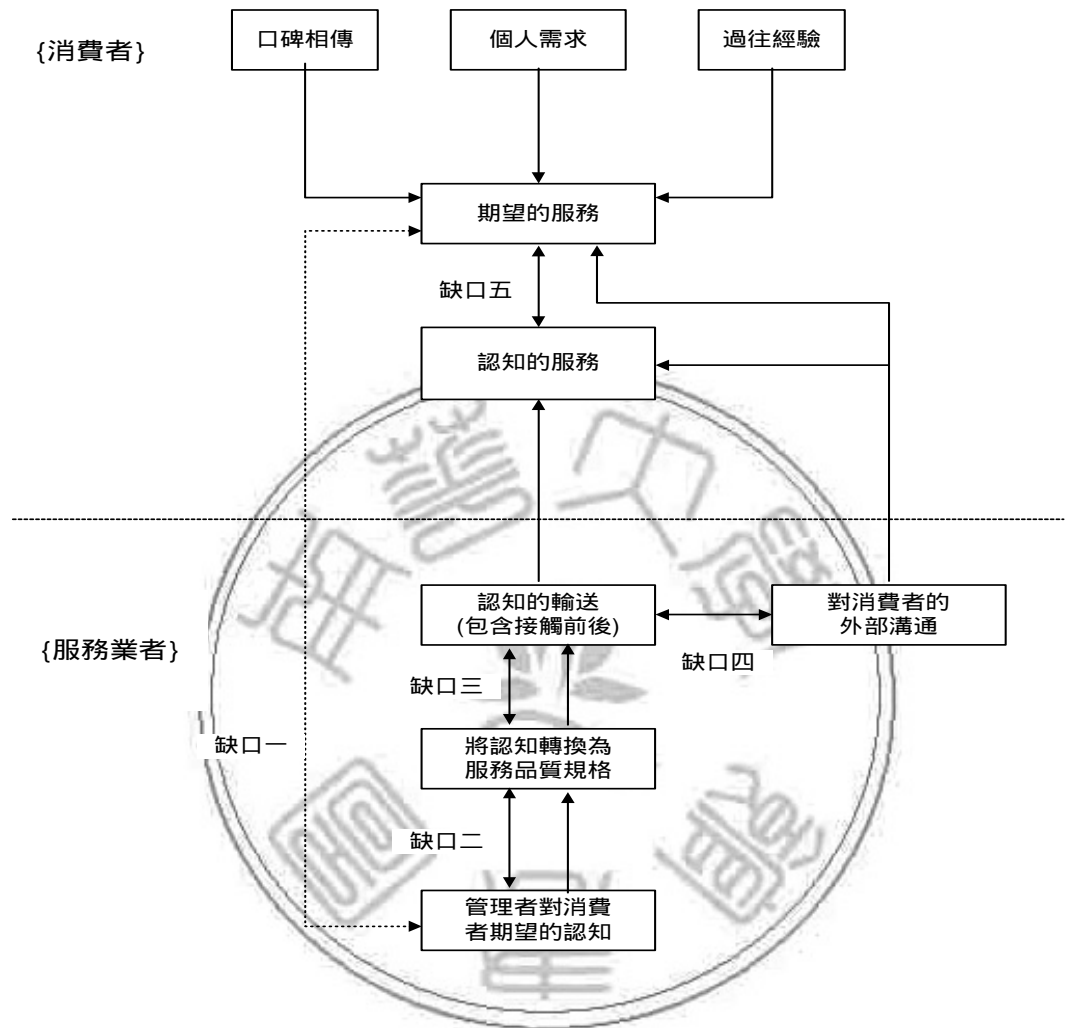 {消費者}
口碑相傳
個人需求
過往經驗
期望的服務
缺口五
認知的服務
{服務業者}
認知的輸送
(包含接觸前後)
對消費者的
外部溝通
缺口四
缺口三
缺口一
將認知轉換為
服務品質規格
缺口二
管理者對消費
者期望的認知